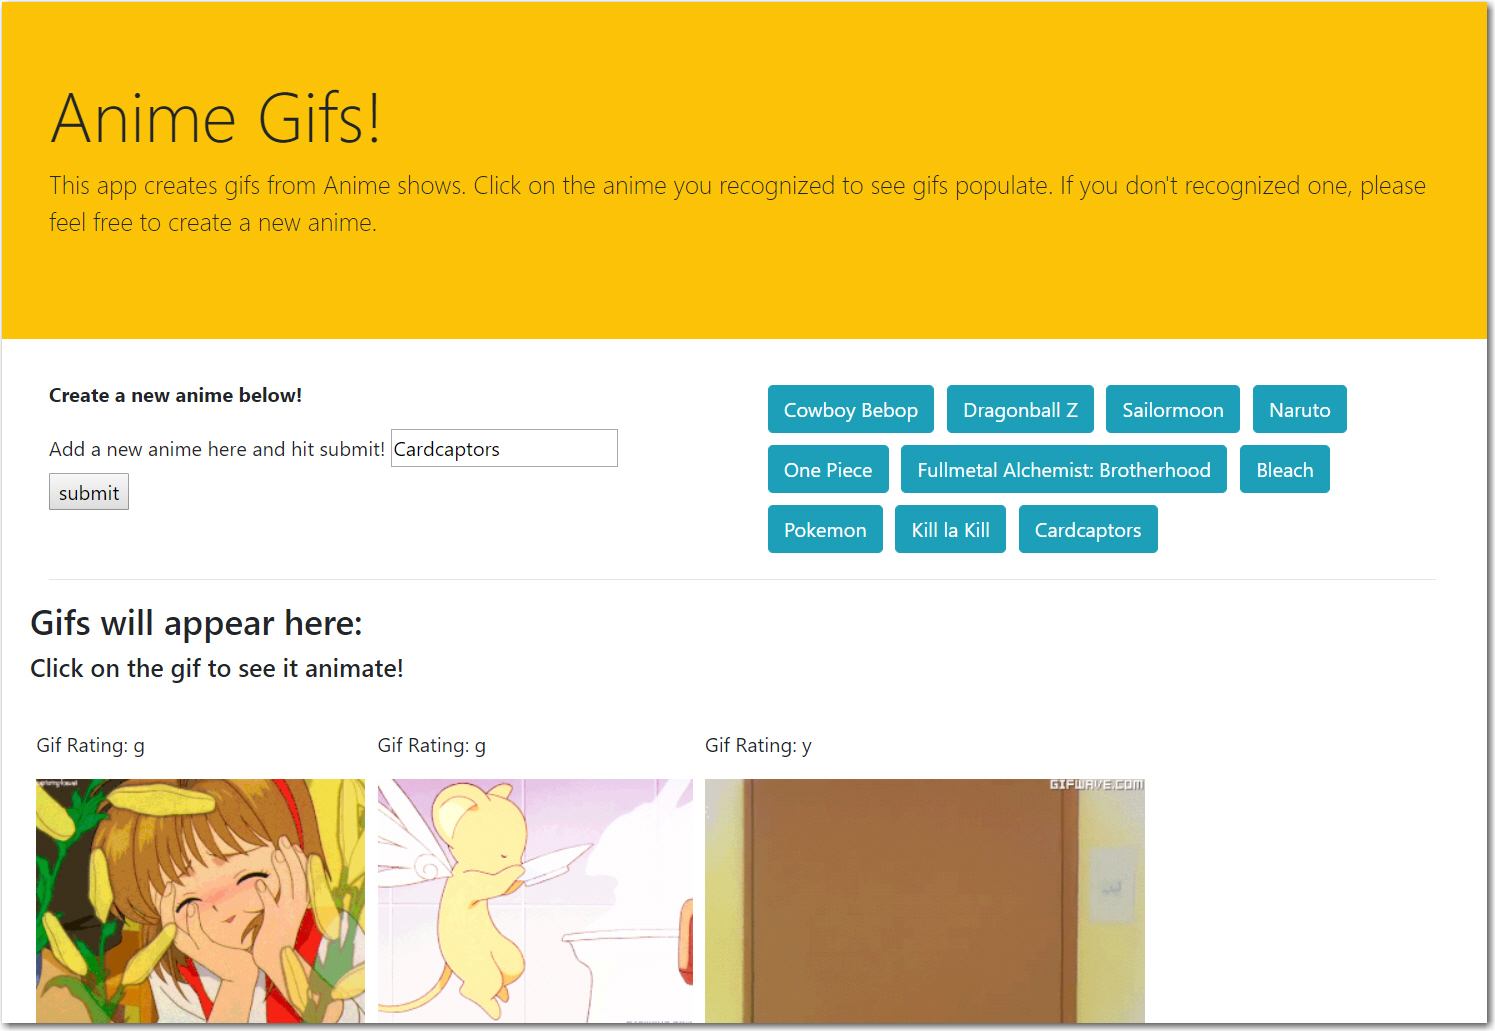 Anime Gifs!
This app creates gifs from Anime shows. Click on the anime you recognized to see gifs populate. If you don't recognized one, please
feel free to create a new anime.
Create a new anime below!
Add a new anime here and hit submit! Cardcaptors
submit
Cowboy Bebop Dragonball Z Sailormoon Naruto
One Piece Fullmetal Alchemist: Brotherhood Bleach
Pokemon Kill la Kill Cardcaptors
Gifs will appear here:
Click on the gif to see it animate!
Gif Rating: g Gif Rating: g Gif Rating: y
GIFWAVE.COM